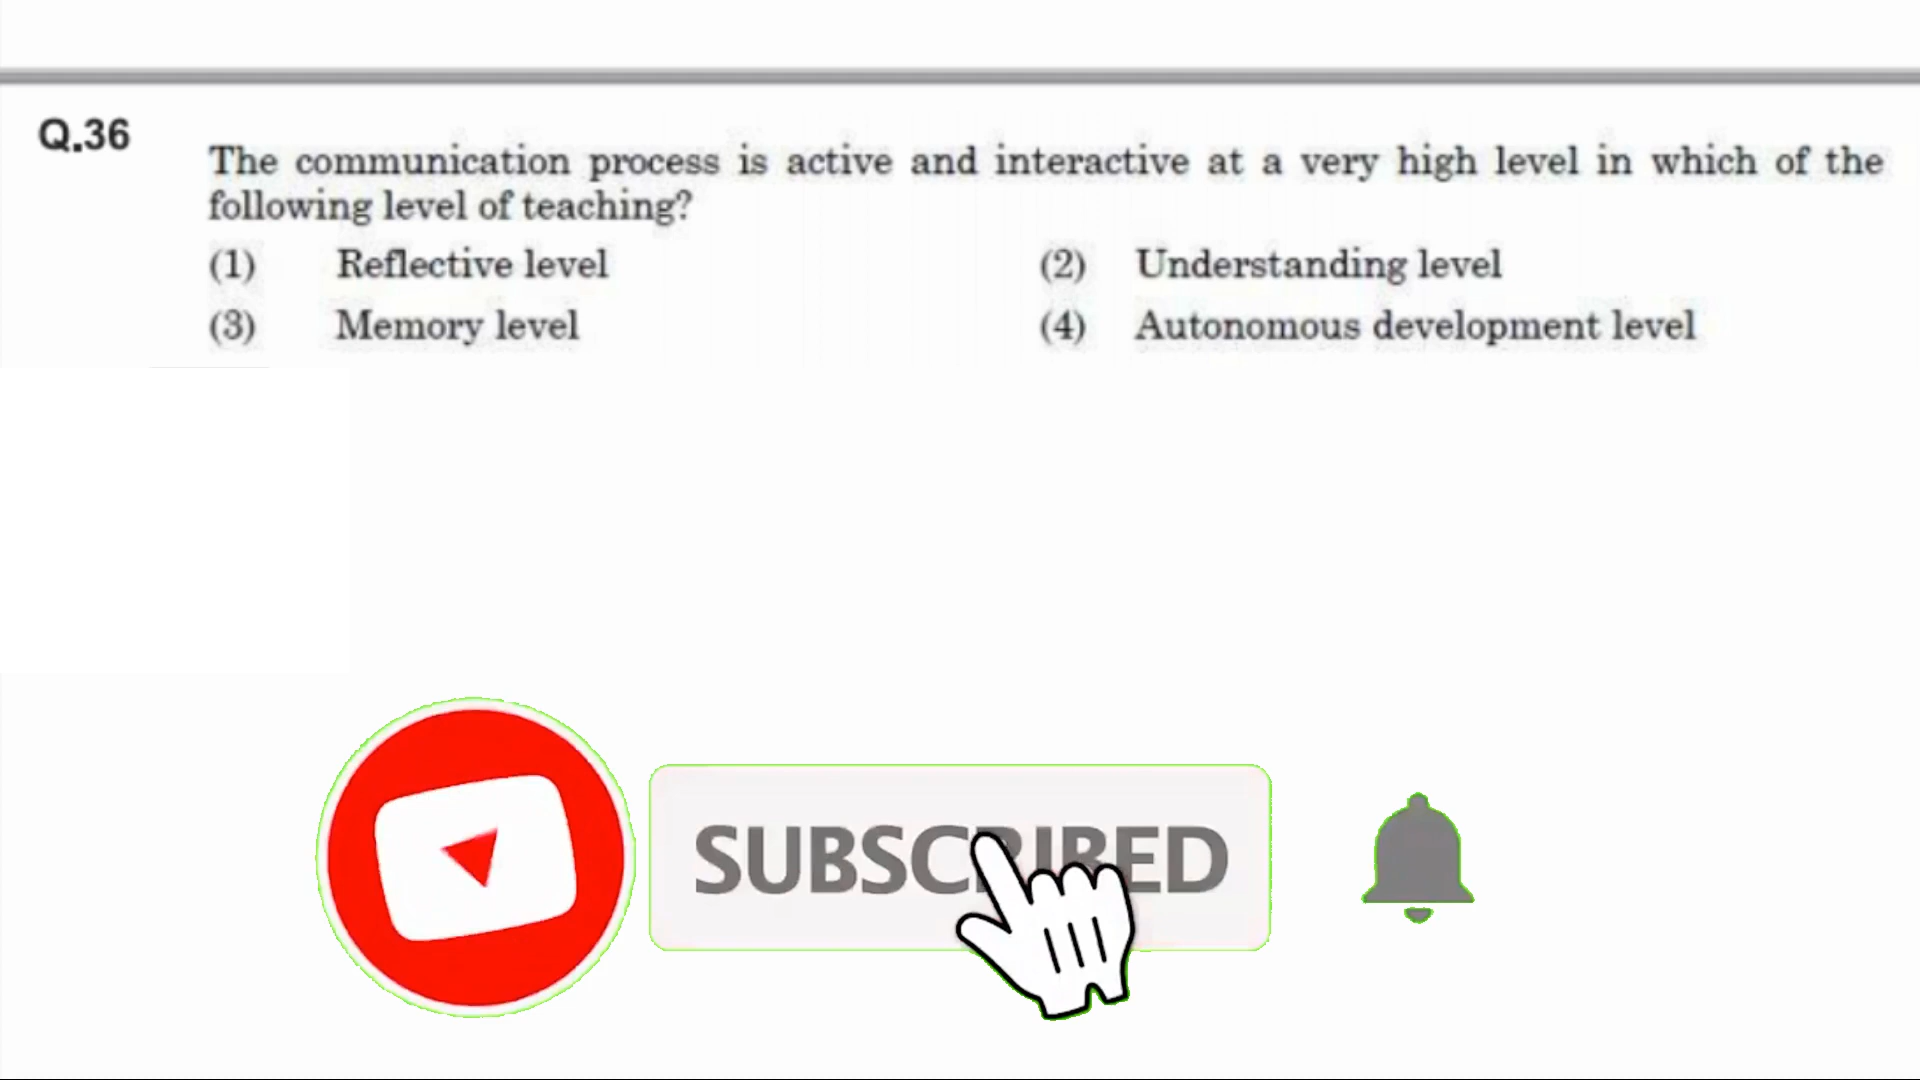 Q.36
The communication process is active and interactive at a very high level in which of the
following level of teaching?
(1) Reflective level (2) Understanding level
(3) Memory level (4) Autonomous development level
SUBSCRIBED